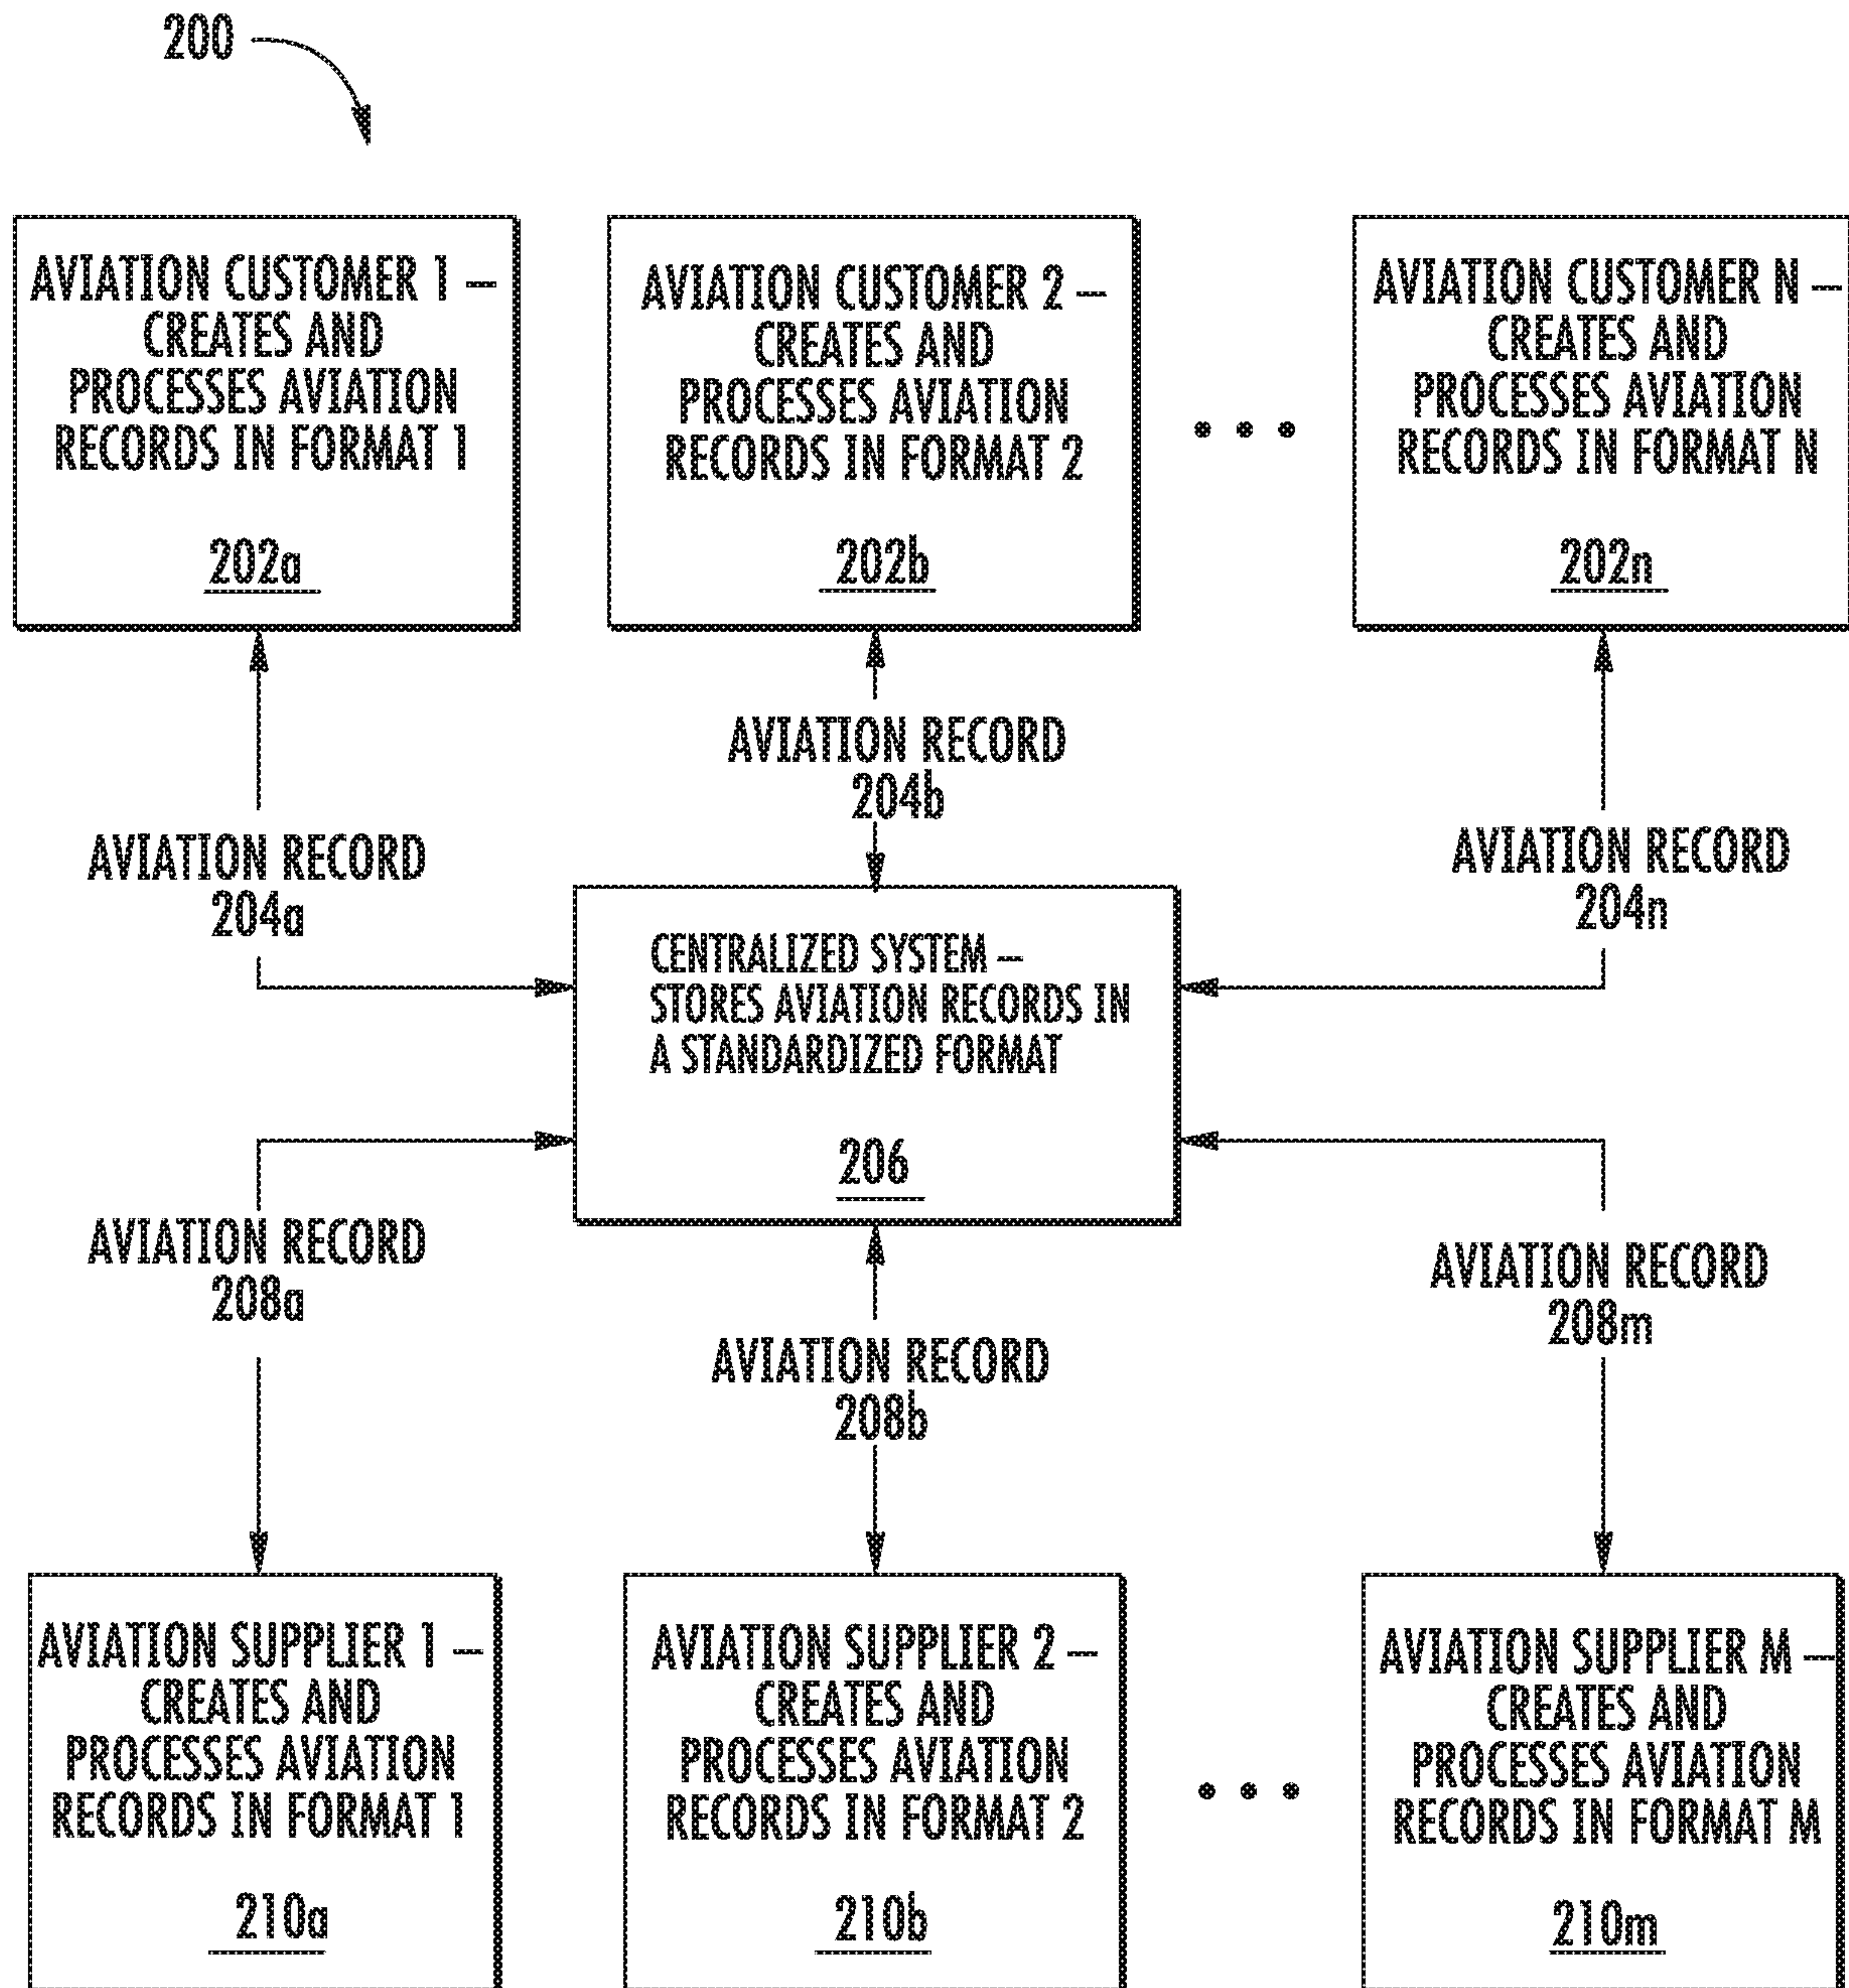 200
AVIATION CUSTOMER 1 –
CREATES AND
PROCESSES AVIATION
RECORDS IN FORMAT 1
202a
AVIATION CUSTOMER 2 –
CREATES AND
PROCESSES AVIATION
RECORDS IN FORMAT 2
202b
• • •
AVIATION CUSTOMER N –
CREATES AND
PROCESSES AVIATION
RECORDS IN FORMAT N
202n
AVIATION RECORD
204a
AVIATION RECORD
204b
AVIATION RECORD
204n
CENTRALIZED SYSTEM –
STORES AVIATION RECORDS IN
A STANDARDIZED FORMAT
206
AVIATION RECORD
208a
AVIATION RECORD
208b
AVIATION RECORD
208m
AVIATION SUPPLIER 1 –
CREATES AND
PROCESSES AVIATION
RECORDS IN FORMAT 1
210a
AVIATION SUPPLIER 2 –
CREATES AND
PROCESSES AVIATION
RECORDS IN FORMAT 2
210b
• • •
AVIATION SUPPLIER M –
CREATES AND
PROCESSES AVIATION
RECORDS IN FORMAT M
210m